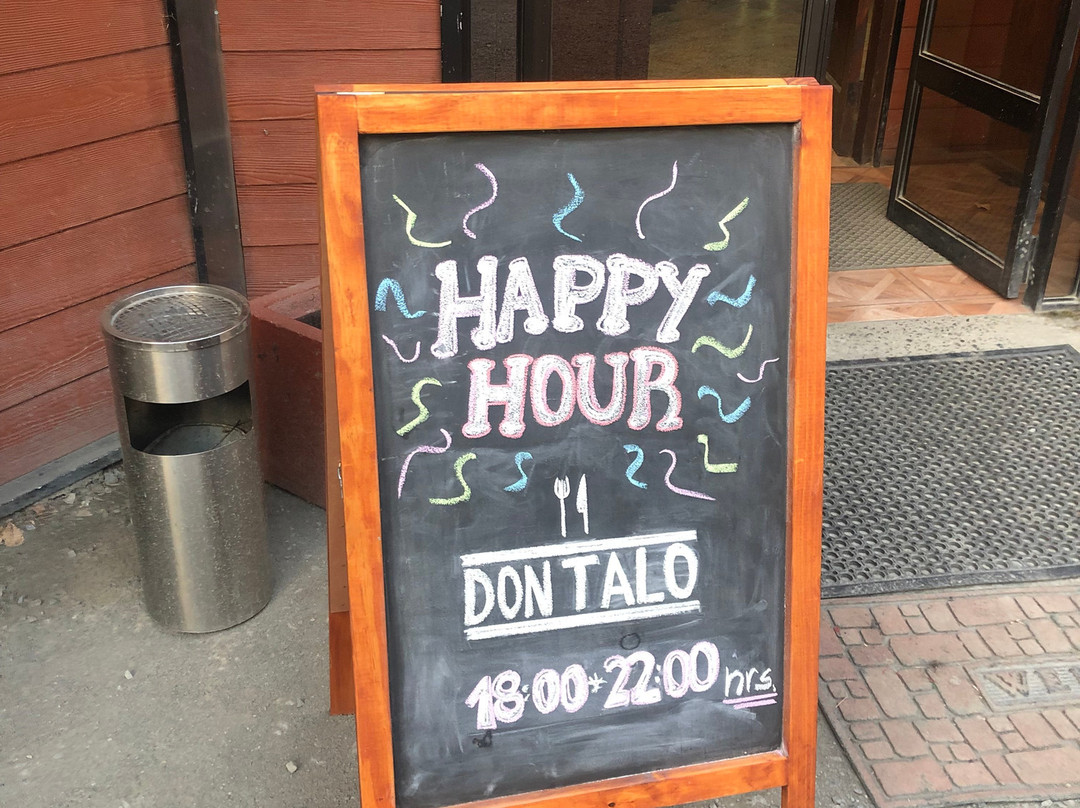 HAPPY
HOUR
DON TALO
18:00*22:00 hrs.